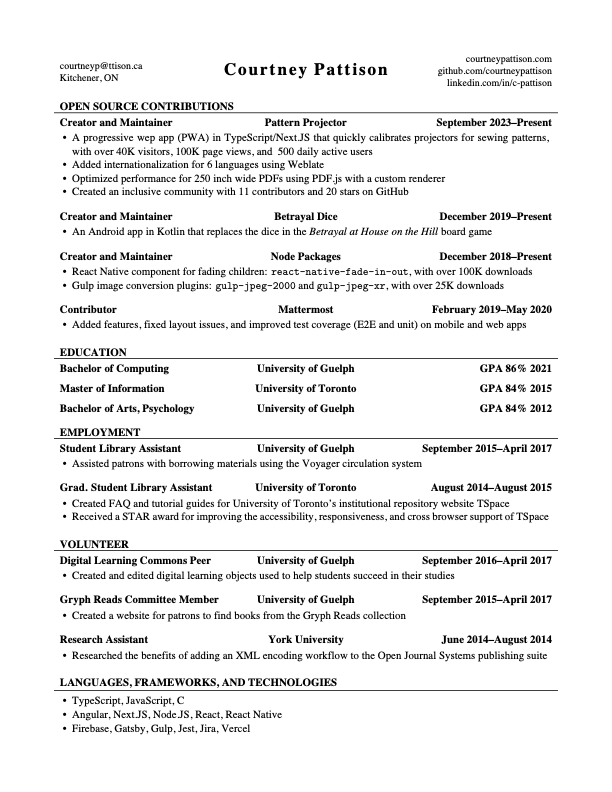 courtneyp@ttison.ca
Kitchener, ON
Courtney Pattison
courtneypattison.com
github.com/courtneypattison
linkedin.com/in/c-pattison
OPEN SOURCE CONTRIBUTIONS
Creator and Maintainer Pattern Projector September 2023–Present
• A progressive wep app (PWA) in TypeScript/Next.JS that quickly calibrates projectors for sewing patterns,
with over 40K visitors, 100K page views, and 500 daily active users
• Added internationalization for 6 languages using Weblate
• Optimized performance for 250 inch wide PDFs using PDF.js with a custom renderer
• Created an inclusive community with 11 contributors and 20 stars on GitHub
Creator and Maintainer Betrayal Dice December 2019–Present
• An Android app in Kotlin that replaces the dice in the Betrayal at House on the Hill board game
Creator and Maintainer Node Packages December 2018–Present
• React Native component for fading children: react-native-fade-in-out, with over 100K downloads
• Gulp image conversion plugins: gulp-jpeg-2000 and gulp-jpeg-xr, with over 25K downloads
Contributor Mattermost February 2019–May 2020
• Added features, fixed layout issues, and improved test coverage (E2E and unit) on mobile and web apps
EDUCATION
Bachelor of Computing University of Guelph GPA 86% 2021
Master of Information University of Toronto GPA 84% 2015
Bachelor of Arts, Psychology University of Guelph GPA 84% 2012
EMPLOYMENT
Student Library Assistant University of Guelph September 2015–April 2017
• Assisted patrons with borrowing materials using the Voyager circulation system
Grad. Student Library Assistant University of Toronto August 2014–August 2015
• Created FAQ and tutorial guides for University of Toronto's institutional repository website TSpace
• Received a STAR award for improving the accessibility, responsiveness, and cross browser support of TSpace
VOLUNTEER
Digital Learning Commons Peer University of Guelph September 2016–April 2017
• Created and edited digital learning objects used to help students succeed in their studies
Gryph Reads Committee Member University of Guelph September 2015–April 2017
• Created a website for patrons to find books from the Gryph Reads collection
Research Assistant York University June 2014–August 2014
• Researched the benefits of adding an XML encoding workflow to the Open Journal Systems publishing suite
LANGUAGES, FRAMEWORKS, AND TECHNOLOGIES
• TypeScript, JavaScript, C
• Angular, Next.JS, Node.JS, React, React Native
• Firebase, Gatsby, Gulp, Jest, Jira, Vercel